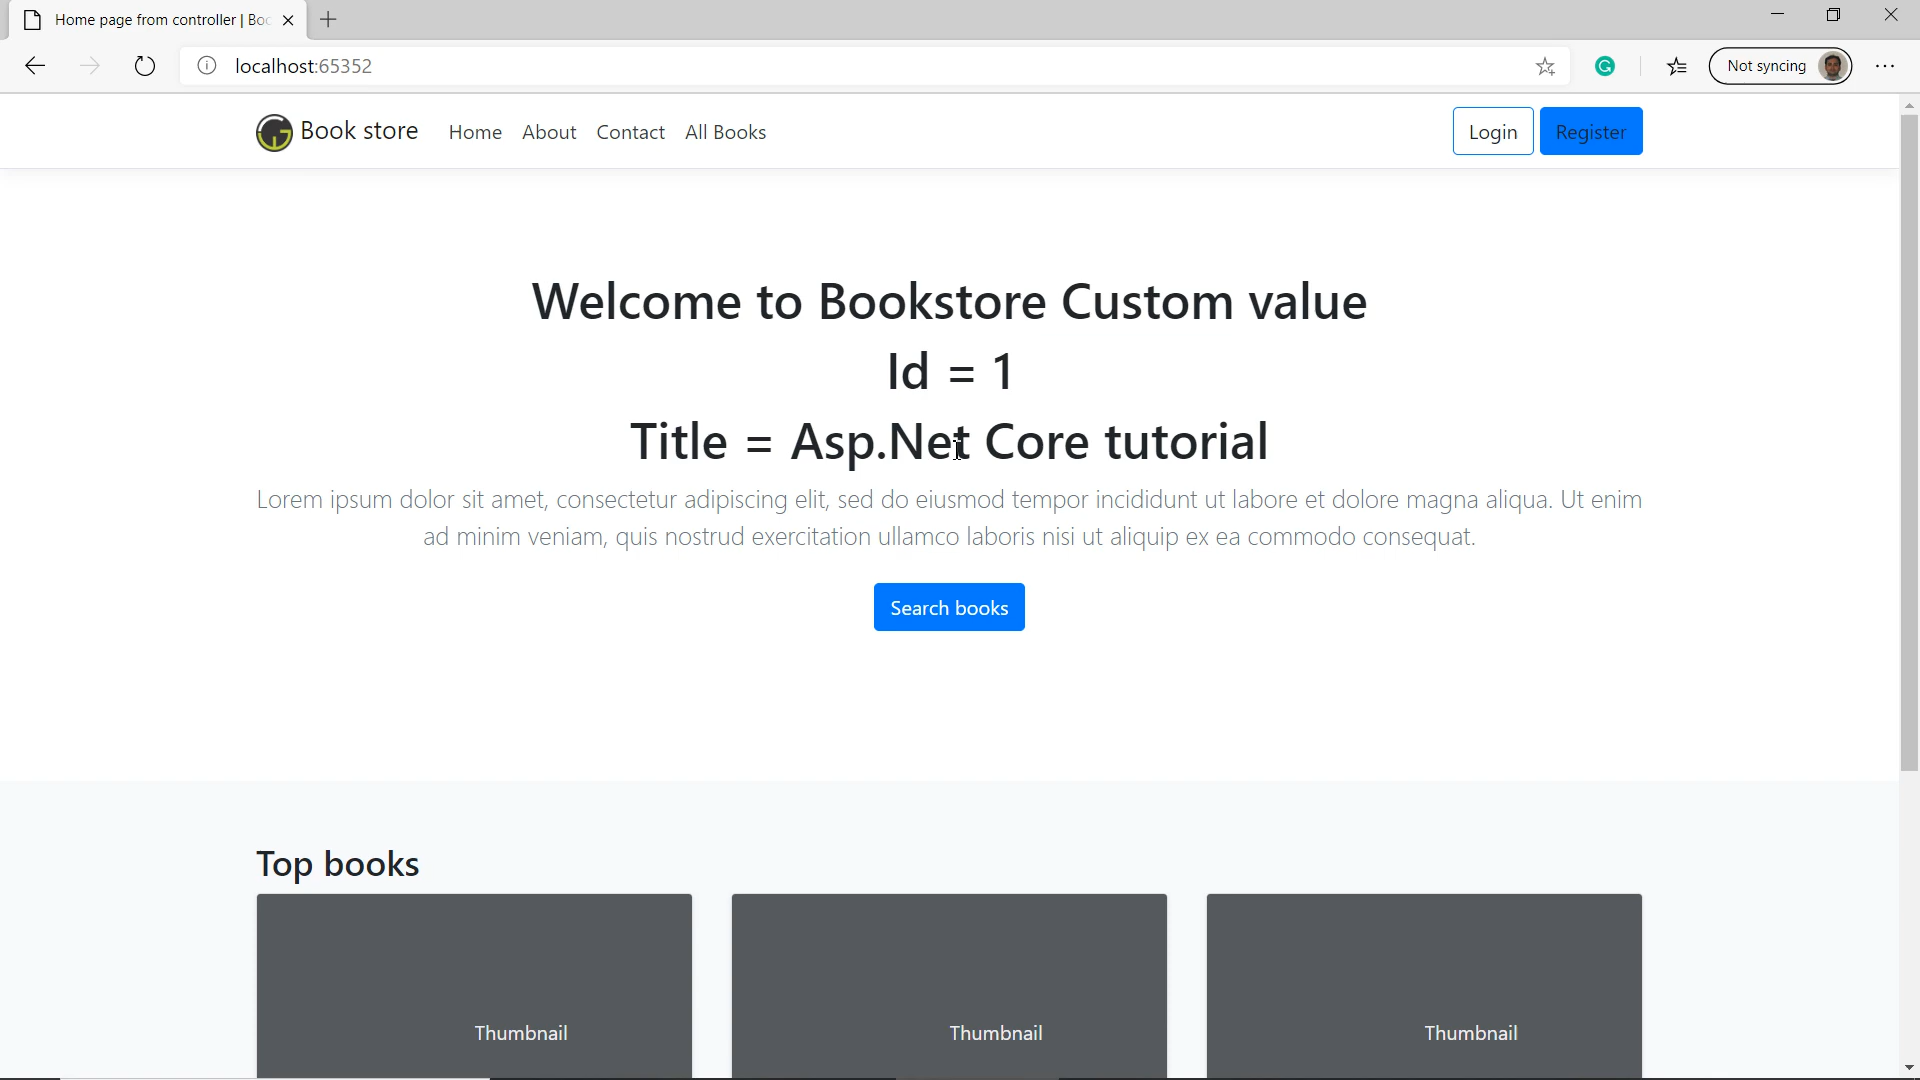 Home page from controller | Boo
localhost:65352
Not syncing
Book store
Home
About
Contact
All Books
Login
Register
Welcome to Bookstore Custom value
Id = 1
Title = Asp.Net Core tutorial
Lorem ipsum dolor sit amet, consectetur adipiscing elit, sed do eiusmod tempor incididunt ut labore et dolore magna aliqua. Ut enim
ad minim veniam, quis nostrud exercitation ullamco laboris nisi ut aliquip ex ea commodo consequat.
Search books
Top books
Thumbnail
Thumbnail
Thumbnail